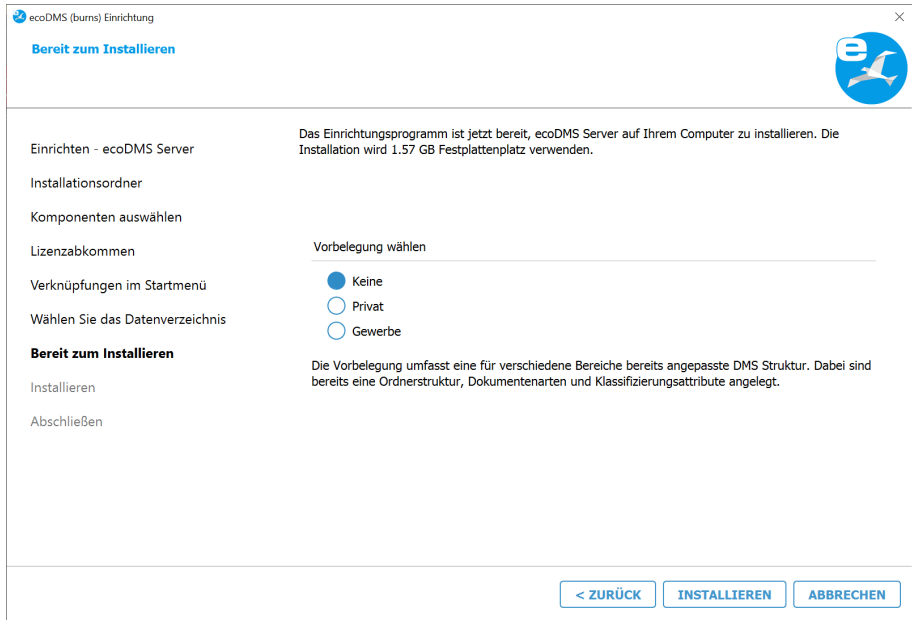 ecoDMS (burns) Einrichtung
Bereit zum Installieren
e
Einrichten - ecoDMS Server
Installationsordner
Komponenten auswählen
Lizenzabkommen
Verknüpfungen im Startmenü
Wählen Sie das Datenverzeichnis
Bereit zum Installieren
Installieren
Abschließen
Das Einrichtungsprogramm ist jetzt bereit, ecoDMS Server auf Ihrem Computer zu installieren. Die
Installation wird 1.57 GB Festplattenplatz verwenden.
Vorbelegung wählen
Keine
Privat
Gewerbe
Die Vorbelegung umfasst eine für verschiedene Bereiche bereits angepasste DMS Struktur. Dabei sind
bereits eine Ordnerstruktur, Dokumentenarten und Klassifizierungsattribute angelegt.
< ZURÜCK
INSTALLIEREN
ABBRECHEN